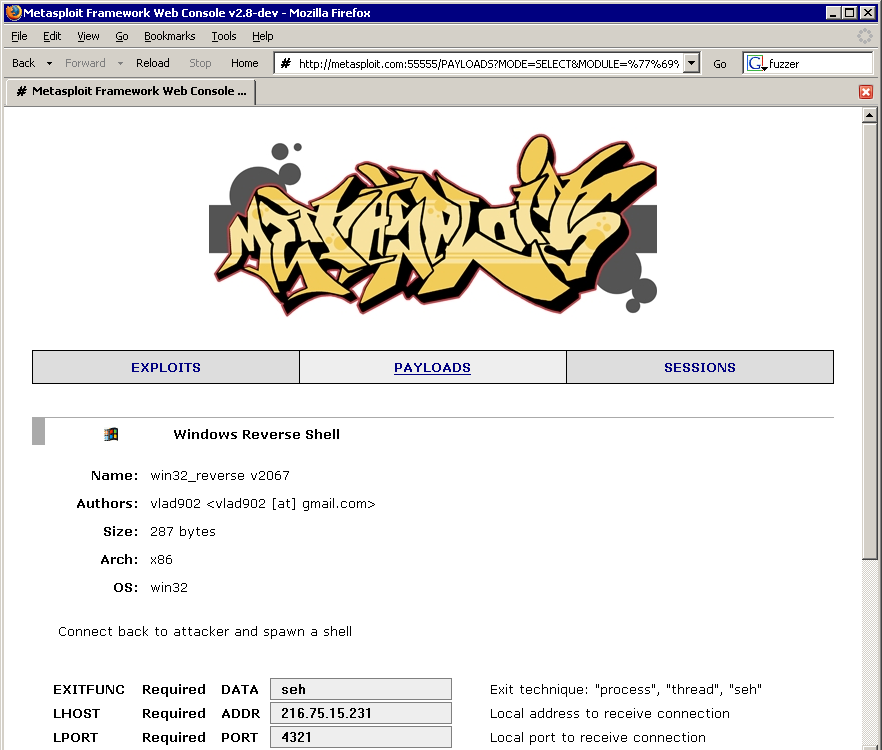 Metasploit Framework Web Console v2.8-dev - Mozilla Firefox
File Edit View Go Bookmarks Tools Help
Back Forward Reload Stop Home # http://metasploit.com:55555/PAYLOADS?MODE=SELECT&MODULE=%77%69% Go G fuzzer
# Metasploit Framework Web Console ...
METASPLOIT
EXPLOITS PAYLOADS SESSIONS
Windows Reverse Shell
Name: win32_reverse v2067
Authors: vlad902 <vlad902 [at] gmail.com>
Size: 287 bytes
Arch: x86
OS: win32
Connect back to attacker and spawn a shell
EXITFUNC Required DATA seh Exit technique: "process", "thread", "seh"
LHOST Required ADDR 216.75.15.231 Local address to receive connection
LPORT Required PORT 4321 Local port to receive connection